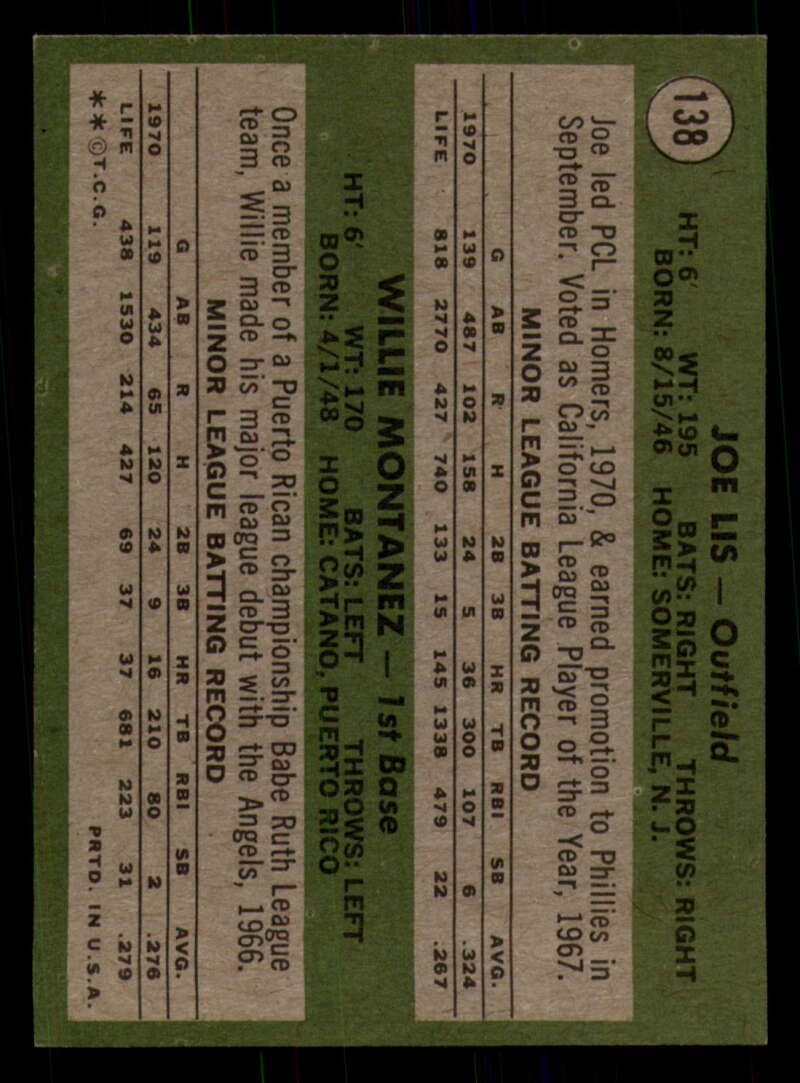 138
JOE LIS — Outfield
HT: 6' WT: 195 BATS: RIGHT THROWS: RIGHT
BORN: 8/15/46 HOME: SOMERVILLE, N. J.
Joe led PCL in Homers, 1970, & earned promotion to Phillies in
September. Voted as California League Player of the Year, 1967.
MINOR LEAGUE BATTING RECORD
G AB R H 2B 3B HR TB RBI SB AVG.
1970 139 487 102 158 24 5 36 300 107 6 .324
LIFE 818 2770 427 740 133 15 145 1338 479 22 .267
WILLIE MONTANEZ — 1st Base
HT: 6' WT: 170 BATS: LEFT THROWS: LEFT
BORN: 4/1/48 HOME: CATANO, PUERTO RICO
Once a member of a Puerto Rican championship Babe Ruth League
team, Willie made his major league debut with the Angels, 1966.
MINOR LEAGUE BATTING RECORD
G AB R H 2B 3B HR TB RBI SB AVG.
1970 119 434 65 120 24 9 16 210 80 2 .276
LIFE 438 1530 214 427 69 37 37 681 223 31 .279
**©T.C.G. PRTD. IN U.S.A.